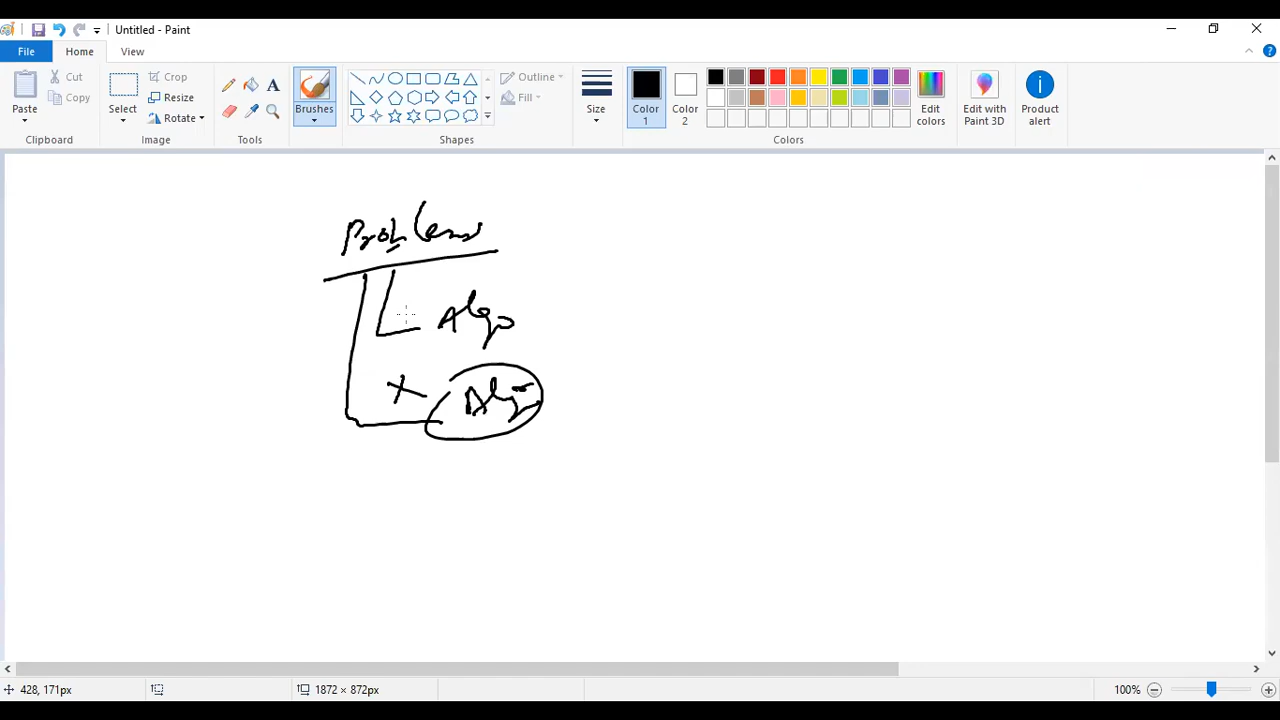 Untitled - Paint
File Home View
Paste Cut Copy Select Crop Resize Rotate Brushes Outline Fill Size Color 1 Color 2 Edit colors Edit with Paint 3D Product alert
Clipboard Image Tools Shapes Colors
Problems
Algo
Algo
428, 171px 1872 × 872px 100%